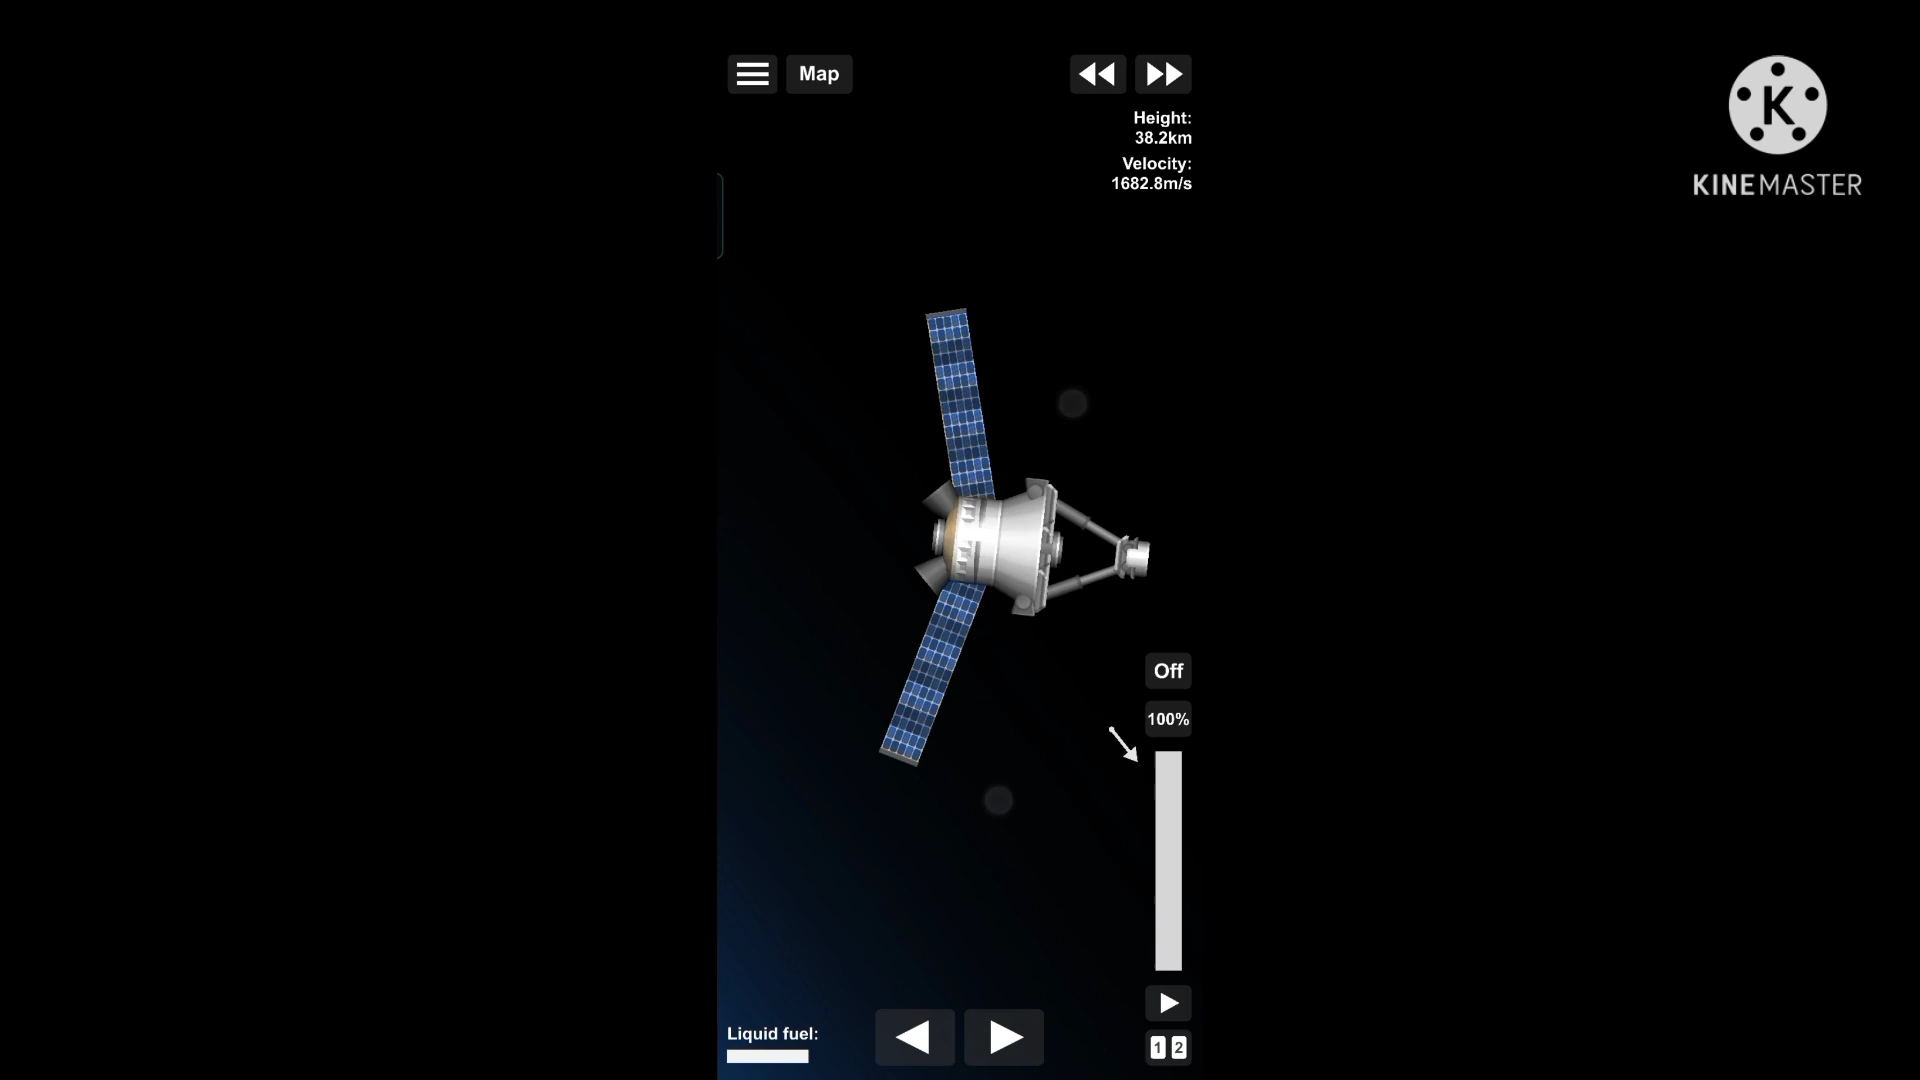 Map
Height:
38.2km
Velocity:
1682.8m/s
K
KINEMASTER
Off
100%
Liquid fuel:
1 2